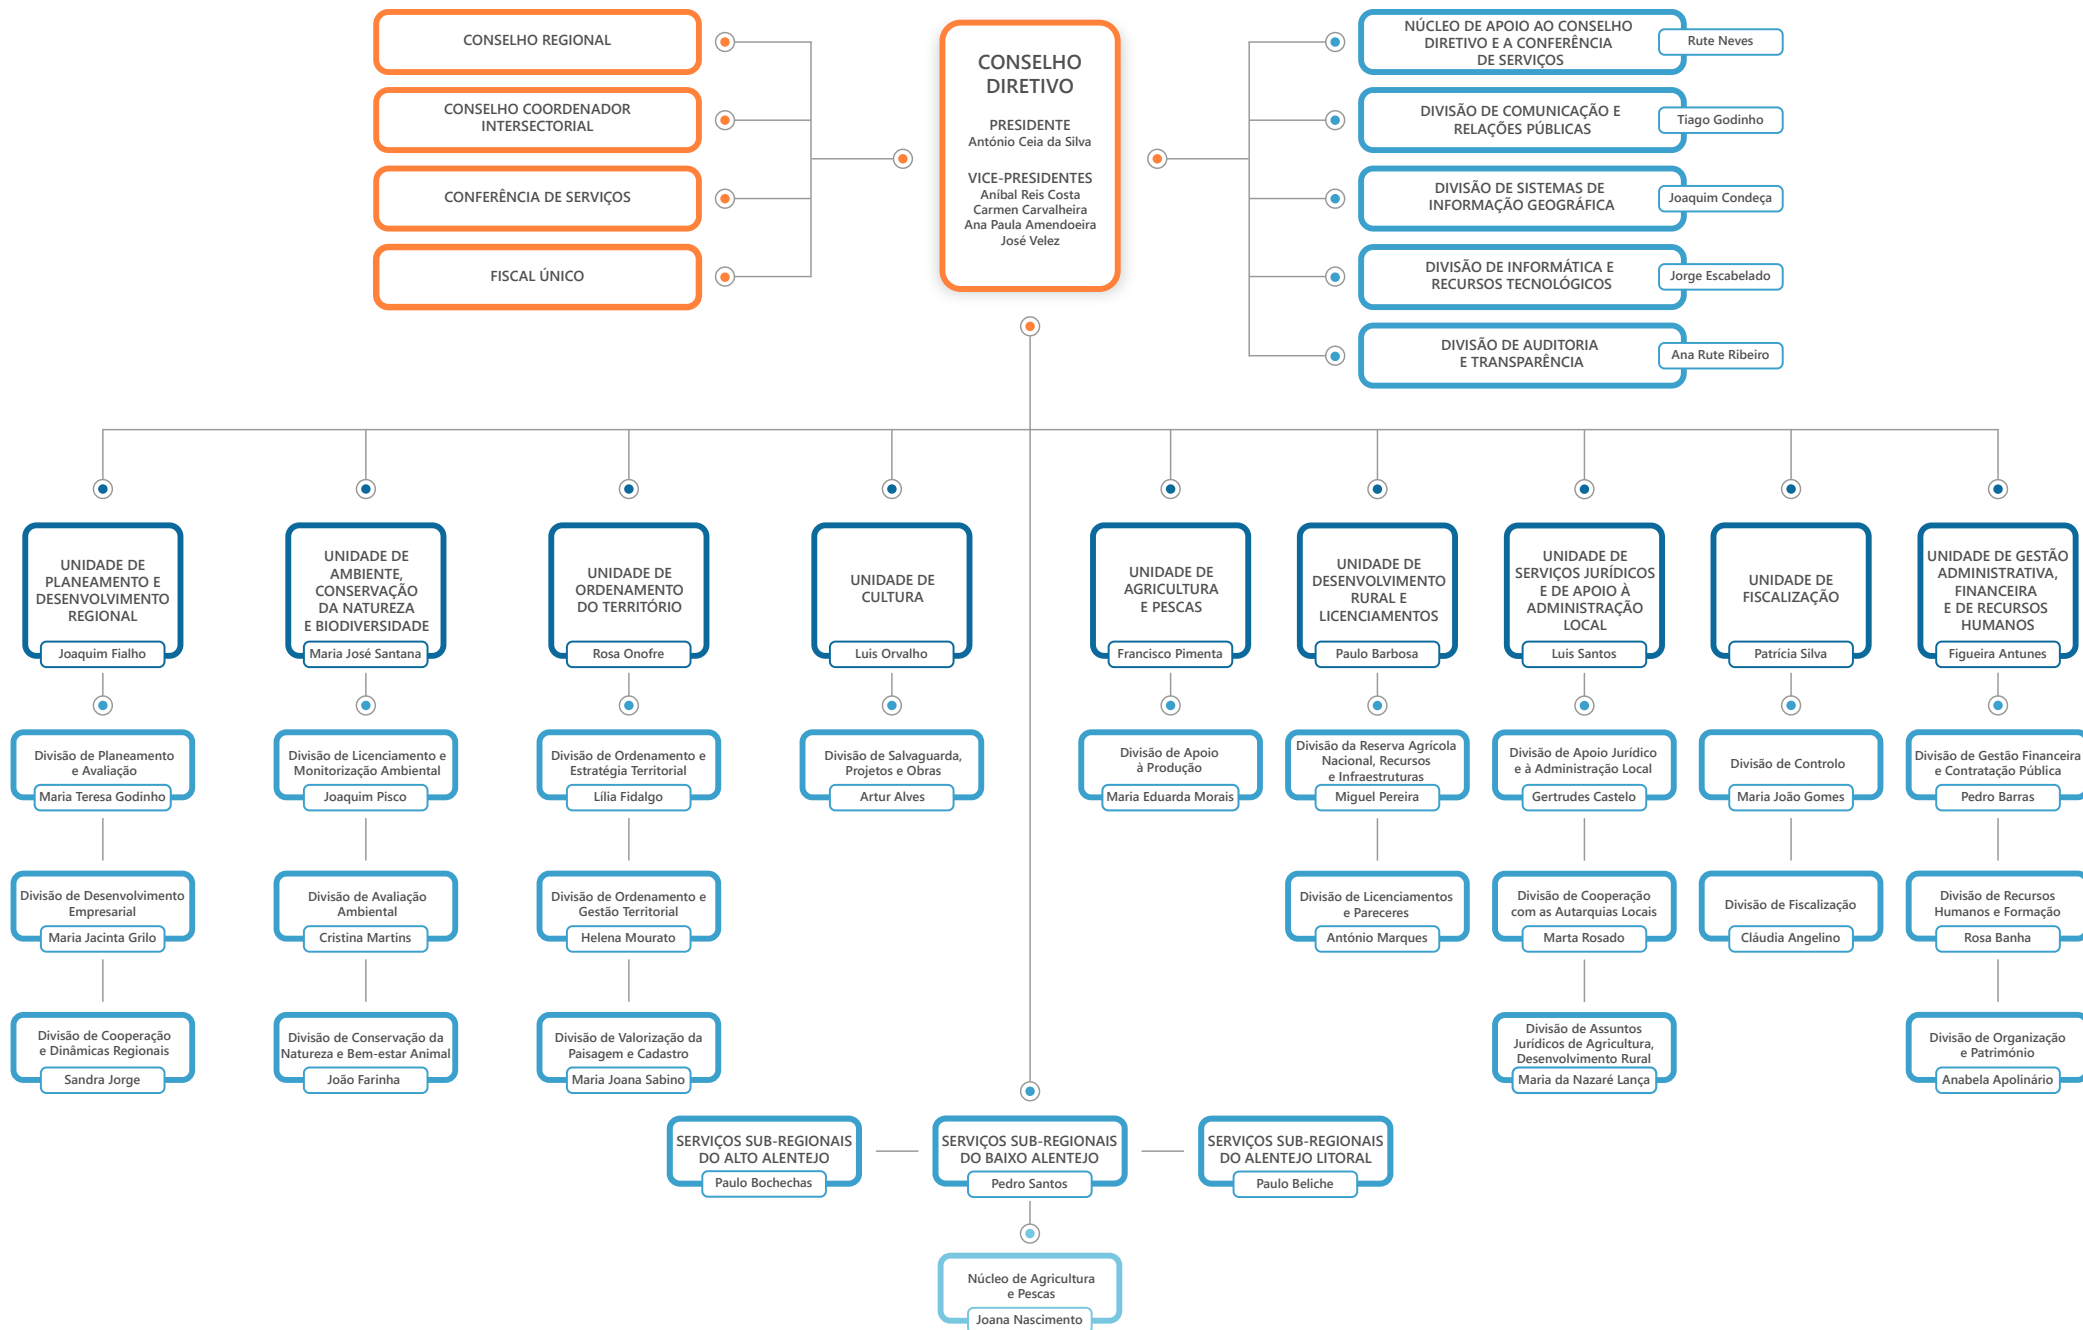 CONSELHO REGIONAL
CONSELHO COORDENADOR
INTERSECTORIAL
CONFERÊNCIA DE SERVIÇOS
FISCAL ÚNICO
CONSELHO
DIRETIVO
PRESIDENTE
António Ceia da Silva
VICE-PRESIDENTES
Aníbal Reis Costa
Carmen Carvalheira
Ana Paula Amendoeira
José Velez
NÚCLEO DE APOIO AO CONSELHO
DIRETIVO E A CONFERÊNCIA
DE SERVIÇOS
Rute Neves
DIVISÃO DE COMUNICAÇÃO E
RELAÇÕES PÚBLICAS
Tiago Godinho
DIVISÃO DE SISTEMAS DE
INFORMAÇÃO GEOGRÁFICA
Joaquim Condeça
DIVISÃO DE INFORMÁTICA E
RECURSOS TECNOLÓGICOS
Jorge Escabelado
DIVISÃO DE AUDITORIA
E TRANSPARÊNCIA
Ana Rute Ribeiro
UNIDADE DE
PLANEAMENTO E
DESENVOLVIMENTO
REGIONAL
Joaquim Fialho
UNIDADE DE
AMBIENTE,
CONSERVAÇÃO
DA NATUREZA
E BIODIVERSIDADE
Maria José Santana
UNIDADE DE
ORDENAMENTO
DO TERRITÓRIO
Rosa Onofre
UNIDADE DE
CULTURA
Luis Orvalho
UNIDADE DE
AGRICULTURA
E PESCAS
Francisco Pimenta
UNIDADE DE
DESENVOLVIMENTO
RURAL E
LICENCIAMENTOS
Paulo Barbosa
UNIDADE DE
SERVIÇOS JURÍDICOS
E DE APOIO À
ADMINISTRAÇÃO
LOCAL
Luis Santos
UNIDADE DE
FISCALIZAÇÃO
Patrícia Silva
UNIDADE DE GESTÃO
ADMINISTRATIVA,
FINANCEIRA
E DE RECURSOS
HUMANOS
Figueira Antunes
Divisão de Planeamento
e Avaliação
Maria Teresa Godinho
Divisão de Licenciamento e
Monitorização Ambiental
Joaquim Pisco
Divisão de Ordenamento e
Estratégia Territorial
Lília Fidalgo
Divisão de Salvaguarda,
Projetos e Obras
Artur Alves
Divisão de Apoio
à Produção
Maria Eduarda Morais
Divisão da Reserva Agrícola
Nacional, Recursos
e Infraestruturas
Miguel Pereira
Divisão de Apoio Jurídico
e à Administração Local
Gertrudes Castelo
Divisão de Controlo
Maria João Gomes
Divisão de Gestão Financeira
e Contratação Pública
Pedro Barras
Divisão de Desenvolvimento
Empresarial
Maria Jacinta Grilo
Divisão de Avaliação
Ambiental
Cristina Martins
Divisão de Ordenamento e
Gestão Territorial
Helena Mourato
Divisão de Licenciamentos
e Pareceres
António Marques
Divisão de Cooperação
com as Autarquias Locais
Marta Rosado
Divisão de Fiscalização
Cláudia Angelino
Divisão de Recursos
Humanos e Formação
Rosa Banha
Divisão de Cooperação
e Dinâmicas Regionais
Sandra Jorge
Divisão de Conservação da
Natureza e Bem-estar Animal
João Farinha
Divisão de Valorização da
Paisagem e Cadastro
Maria Joana Sabino
Divisão de Assuntos
Jurídicos de Agricultura,
Desenvolvimento Rural
Maria da Nazaré Lança
Divisão de Organização
e Património
Anabela Apolinário
SERVIÇOS SUB-REGIONAIS
DO ALTO ALENTEJO
Paulo Bochechas
SERVIÇOS SUB-REGIONAIS
DO BAIXO ALENTEJO
Pedro Santos
SERVIÇOS SUB-REGIONAIS
DO ALENTEJO LITORAL
Paulo Beliche
Núcleo de Agricultura
e Pescas
Joana Nascimento